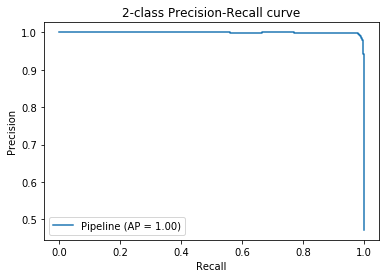 2-class Precision-Recall curve
1.0
0.9
0.8
0.7
0.6
0.5
Precision
Pipeline (AP = 1.00)
0.0 0.2 0.4 0.6 0.8 1.0
Recall